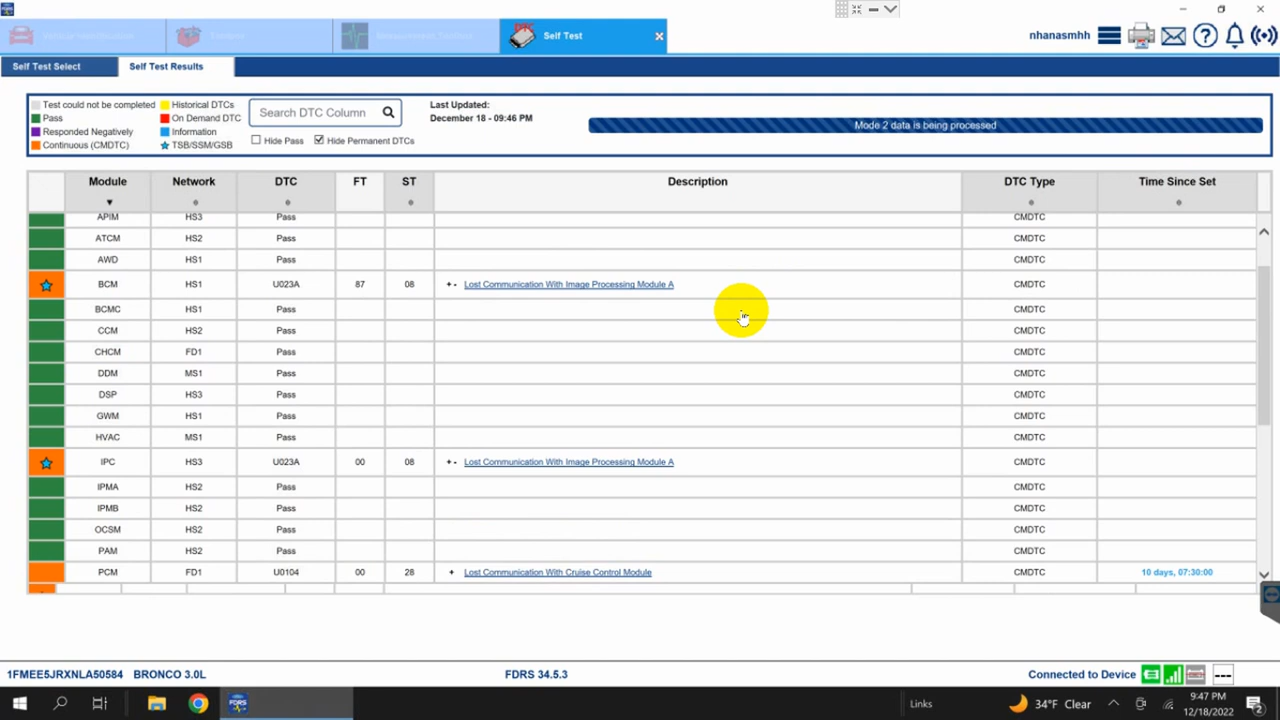 Self Test
nhanasmhh
Self Test Select
Self Test Results
Test could not be completed
Pass
Responded Negatively
Continuous (CMDTC)
Historical DTCs
On Demand DTC
Information
TSB/SSM/GSB
Search DTC Column
Hide Pass
Hide Permanent DTCs
Last Updated:
December 18 - 09:46 PM
Mode 2 data is being processed
Module Network DTC FT ST Description DTC Type Time Since Set
APIM HS3 Pass CMDTC
ATCM HS2 Pass CMDTC
AWD HS1 Pass CMDTC
BCM HS1 U023A 87 08 + - Lost Communication With Image Processing Module A CMDTC
BCMC HS1 Pass CMDTC
CCM HS2 Pass CMDTC
CHCM FD1 Pass CMDTC
DDM MS1 Pass CMDTC
DSP HS3 Pass CMDTC
GWM HS1 Pass CMDTC
HVAC MS1 Pass CMDTC
IPC HS3 U023A 00 08 + - Lost Communication With Image Processing Module A CMDTC
IPMA HS2 Pass CMDTC
IPMB HS2 Pass CMDTC
OCSM HS2 Pass CMDTC
PAM HS2 Pass CMDTC
PCM FD1 U0104 00 28 + Lost Communication With Cruise Control Module CMDTC 10 days, 07:30:00
1FMEE5JRXNLA50584 BRONCO 3.0L FDRS 34.5.3 Connected to Device ---
Links 34°F Clear 9:47 PM
12/18/2022